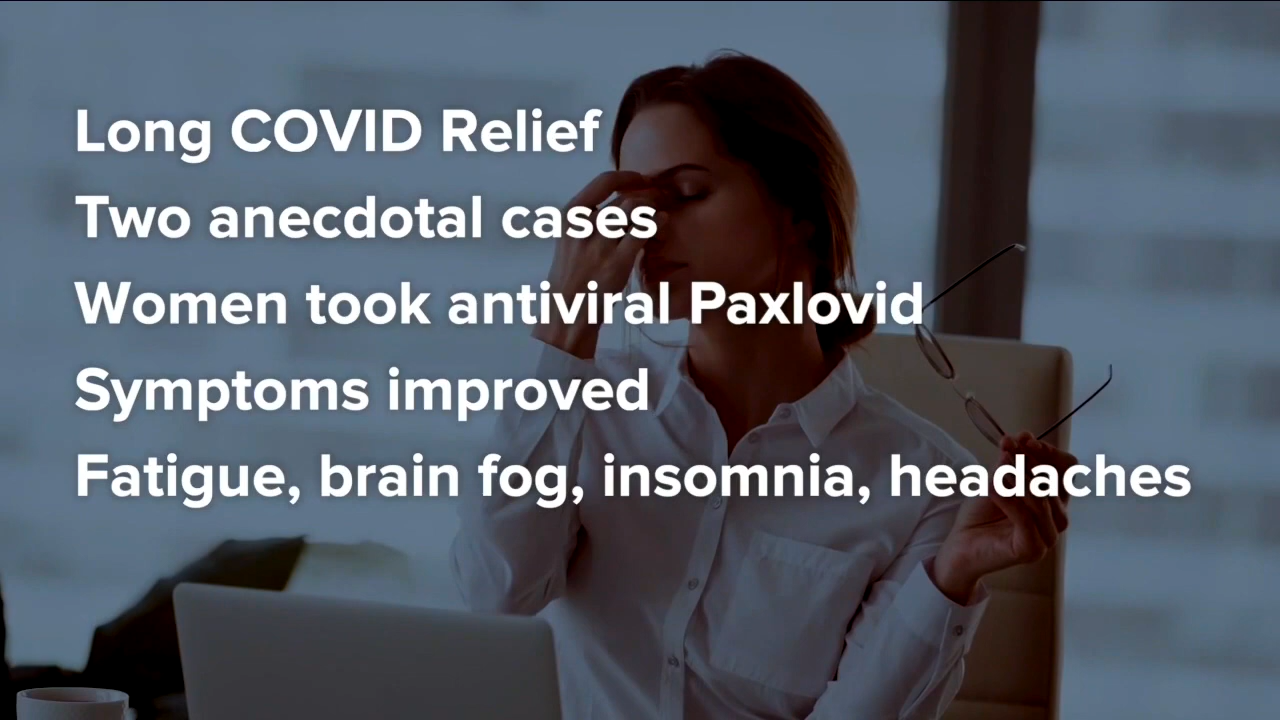 Long COVID Relief
Two anecdotal cases
Women took antiviral Paxlovid
Symptoms improved
Fatigue, brain fog, insomnia, headaches